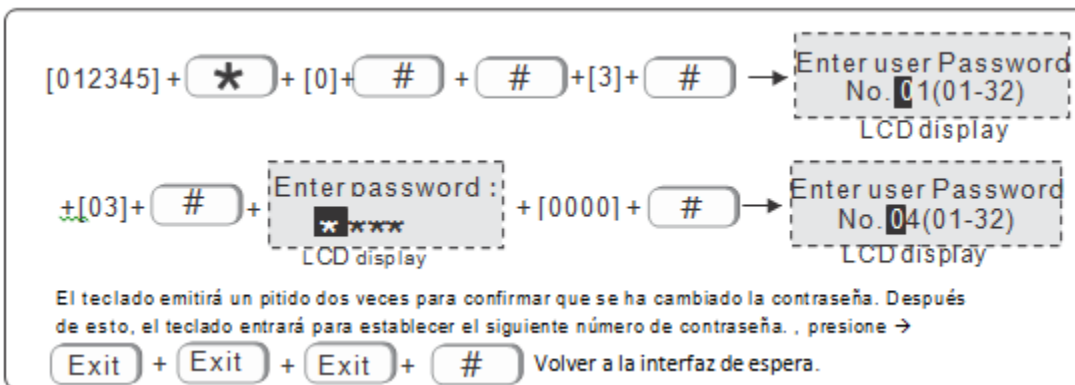 [012345] + * + [0]+ # + # +[3]+ # → Enter user Password
No. 01(01-32)
LCD display
+[03]+ # + Enter password : + [0000] + # → Enter user Password
**** No. 04(01-32)
LCD display LCD display
El teclado emitirá un pitido dos veces para confirmar que se ha cambiado la contraseña. Después
de esto, el teclado entrará para establecer el siguiente número de contraseña. , presione →
Exit + Exit + Exit + # Volver a la interfaz de espera.